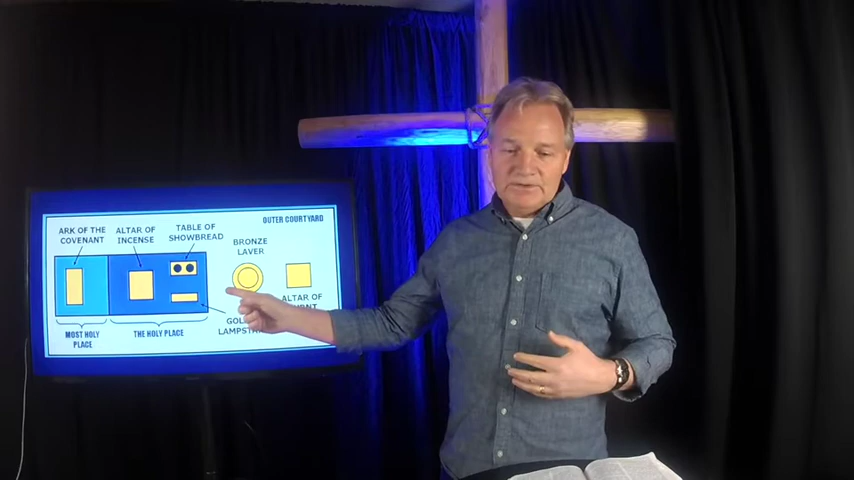 OUTER COURTYARD
ARK OF THE
COVENANT
ALTAR OF
INCENSE
TABLE OF
SHOWBREAD
BRONZE
LAVER
ALTAR OF
MOST HOLY
PLACE
THE HOLY PLACE